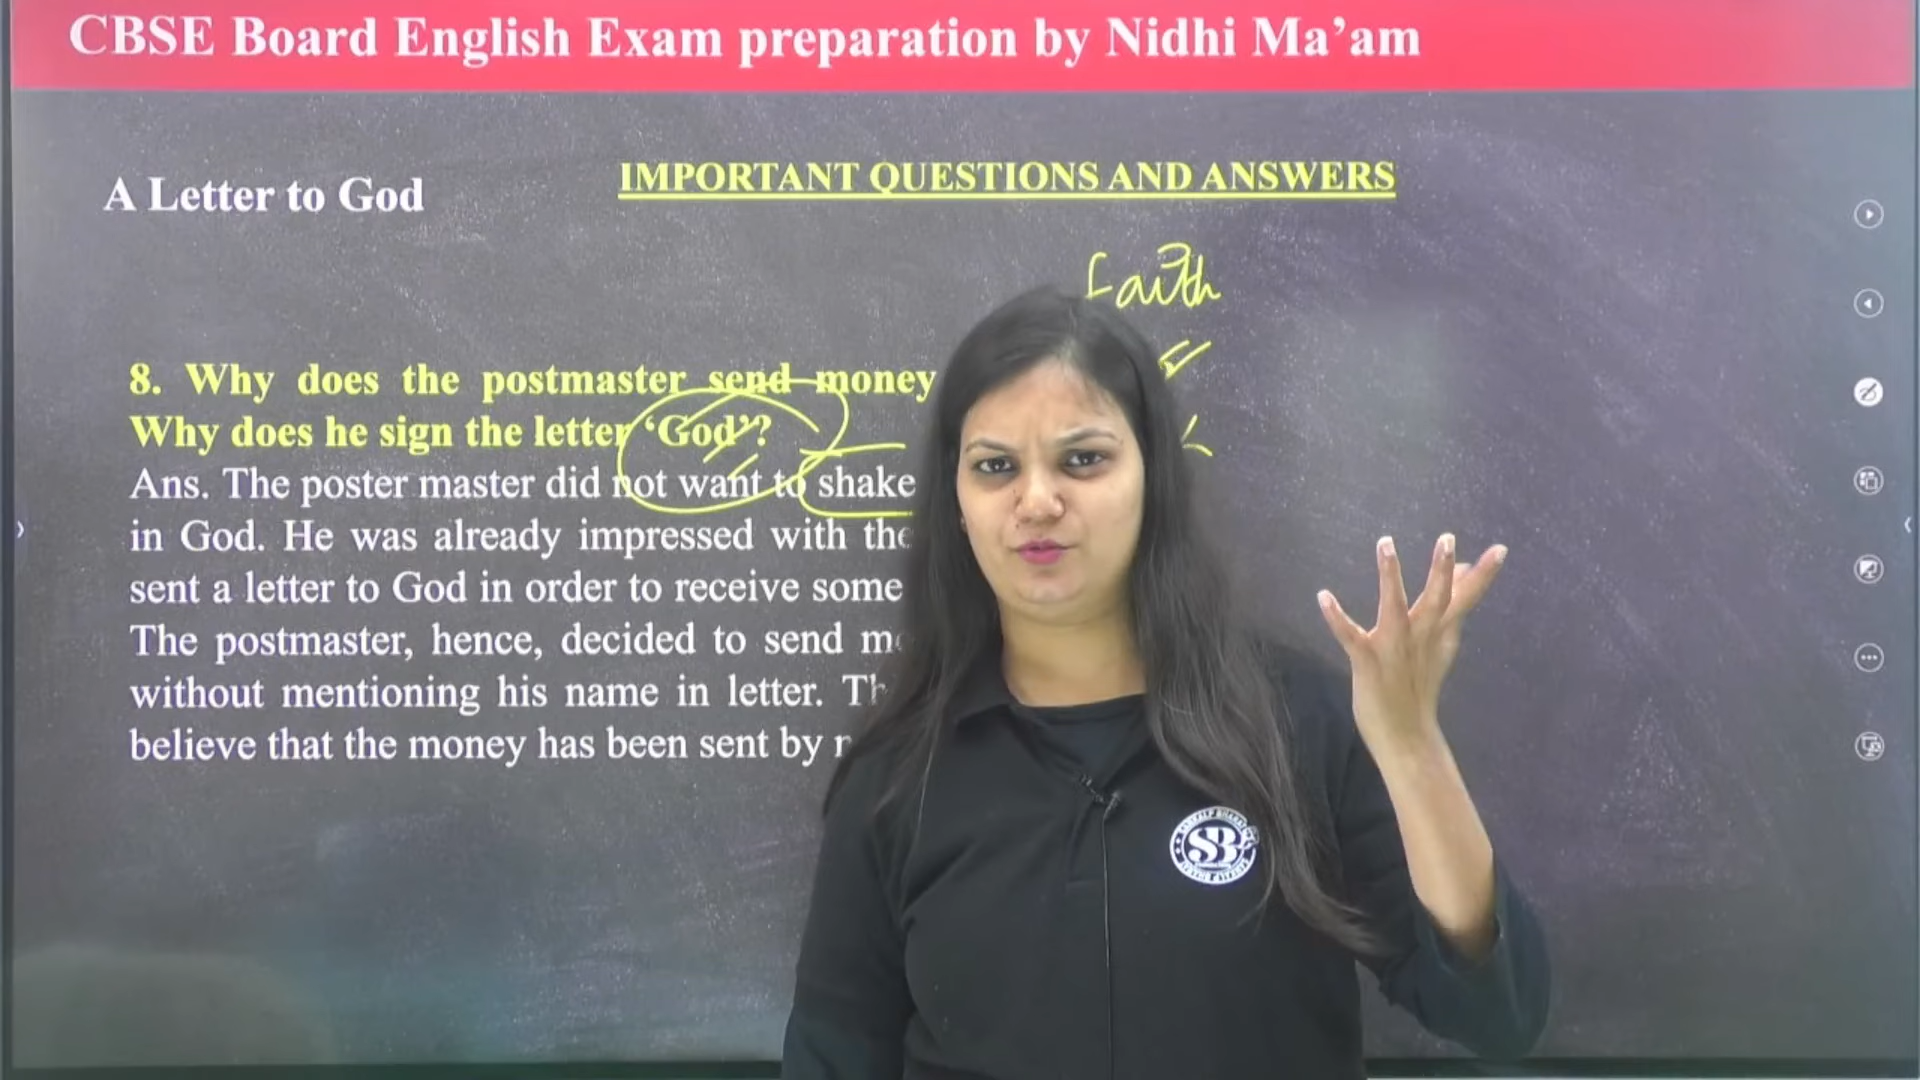 CBSE Board English Exam preparation by Nidhi Ma’am
A Letter to God
IMPORTANT QUESTIONS AND ANSWERS
Faith
8. Why does the postmaster send money
Why does he sign the letter ‘God’?
Ans. The poster master did not want to shake
in God. He was already impressed with the
sent a letter to God in order to receive some
The postmaster, hence, decided to send
without mentioning his name in letter.
believe that the money has been sent by
SB